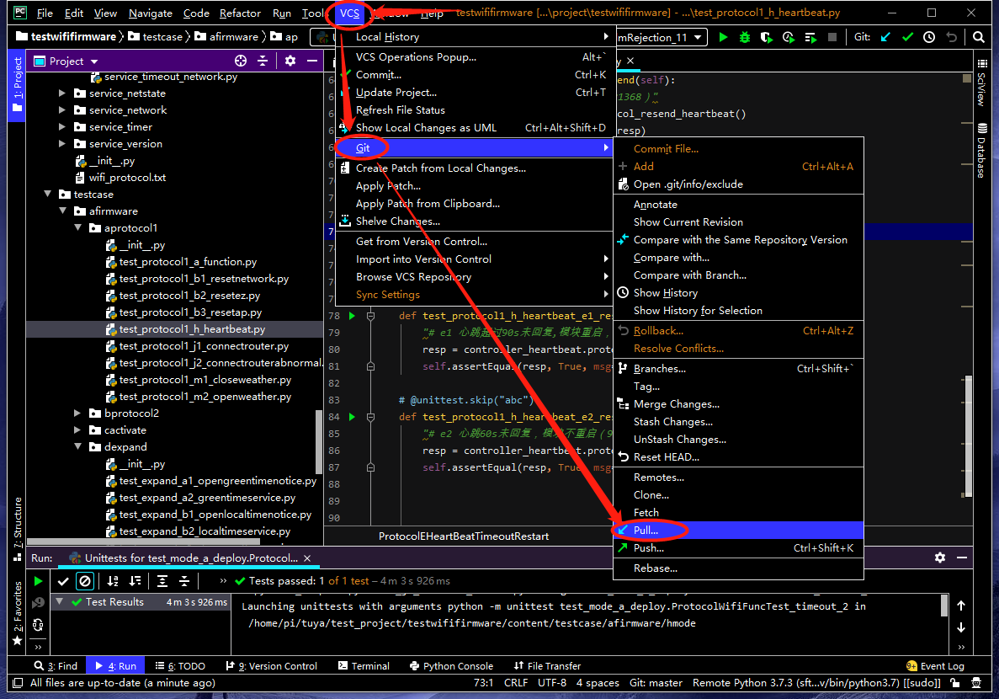 File Edit View Navigate Code Refactor Run VCS Help testwififirmware [...\project\testwififirmware] - ...\test_protocol1_h_heartbeat.py
testwififirmware testcase afirmware ap
mRejection_11 Git:
1: Project
Project
service_timeout_network.py
service_netstate
service_network
service_timer
service_version
__init__.py
wifi_protocol.txt
testcase
afirmware
aprotocol1
__init__.py
test_protocol1_a_function.py
test_protocol1_b1_resetnetwork.py
test_protocol1_b2_resetez.py
test_protocol1_b3_resetap.py
test_protocol1_h_heartbeat.py
test_protocol1_j1_connectrouter.py
test_protocol1_j2_connectrouterabnormal.
test_protocol1_m1_closeweather.py
test_protocol1_m2_openweather.py
bprotocol2
cactivate
dexpand
__init__.py
test_expand_a1_opengreentimenotice.py
test_expand_a2_greentimeservice.py
test_expand_b1_openlocaltimenotice.py
test_expand_b2_localtimeservice.py
Local History
VCS Operations Popup... Alt+`
Commit... Ctrl+K
Update Project... Ctrl+T
Refresh File Status
Show Local Changes as UML Ctrl+Alt+Shift+D
Git
Create Patch from Local Changes...
Apply Patch...
Apply Patch from Clipboard...
Shelve Changes...
Get from Version Control...
Import into Version Control
Browse VCS Repository
Sync Settings
Commit File...
Add Ctrl+Alt+A
Open .git/info/exclude
Annotate
Show Current Revision
Compare with the Same Repository Version
Compare with...
Compare with Branch...
Show History
Show History for Selection
Rollback... Ctrl+Alt+Z
Resolve Conflicts...
Branches... Ctrl+Shift+`
Tag...
Merge Changes...
Stash Changes...
UnStash Changes...
Reset HEAD...
Remotes...
Clone...
Fetch
Pull...
Push... Ctrl+Shift+K
Rebase...
end(self):
1368 )"
col_resend_heartbeat()
resp)
78 def test_protocol1_h_heartbeat_e1_res
79 "# e1 心跳超过90s未回复,模块重启，
80 resp = controller_heartbeat.proto
81 self.assertEqual(resp, True, msg=
82
83 # @unittest.skip("abc")
84 def test_protocol1_h_heartbeat_e2_res
85 "# e2 心跳60s未回复，模块不重启（9
86 resp = controller_heartbeat.proto
87 self.assertEqual(resp, True, msg=
88
89
90
ProtocolEHeartBeatTimeoutRestart
SciView
Database
7: Structure
2: Favorites
Run: Unittests for test_mode_a_deploy.Protocol...
Tests passed: 1 of 1 test – 4 m 3 s 926 ms
Test Results 4 m 3 s 926 ms
Launching unittests with arguments python -m unittest test_mode_a_deploy.ProtocolWifiFuncTest_timeout_2 in
/home/pi/tuya/test_project/testwififirmware/content/testcase/afirmware/hmode
3: Find 4: Run 6: TODO 9: Version Control Terminal Python Console File Transfer 9+ Event Log
All files are up-to-date (a minute ago) 73:1 CRLF UTF-8 4 spaces Git: master Remote Python 3.7.3 (sft...v/bin/python3.7) [[sudo]]